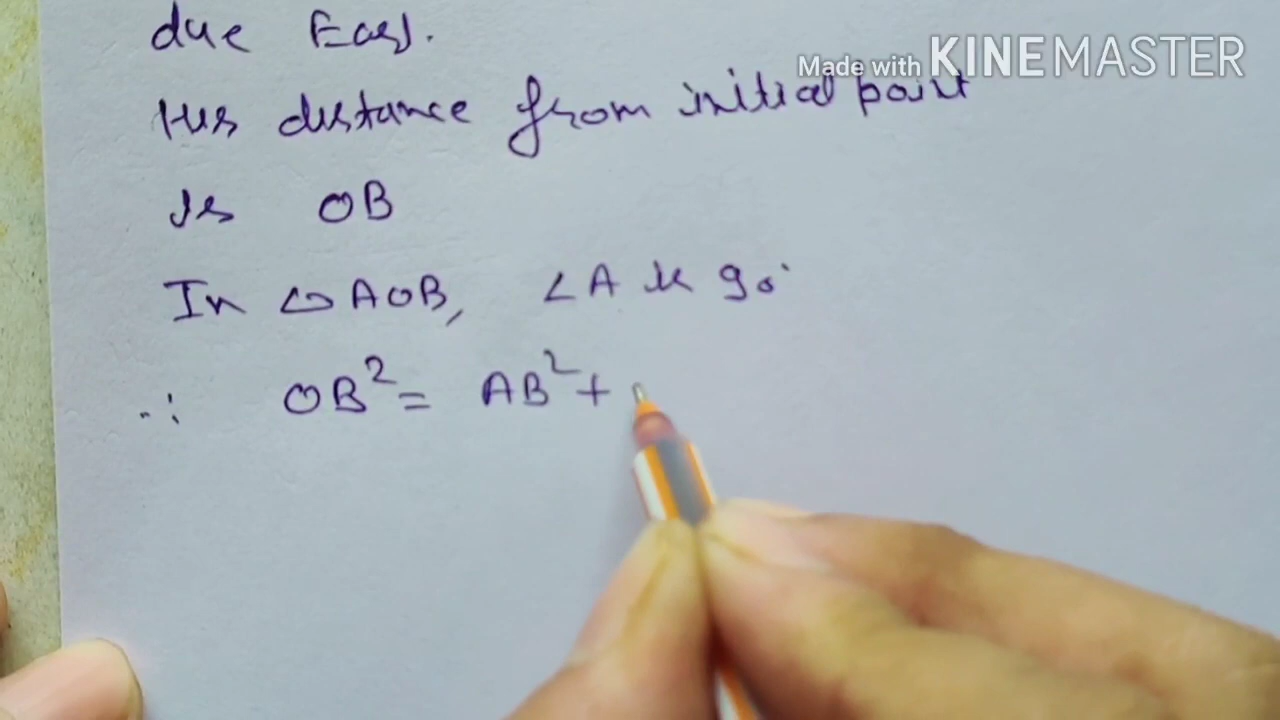 due East.
Made with KINEMASTER
His distance from initial point
is OB
In △AOB, ∠A is 90°
∴ OB² = AB² +